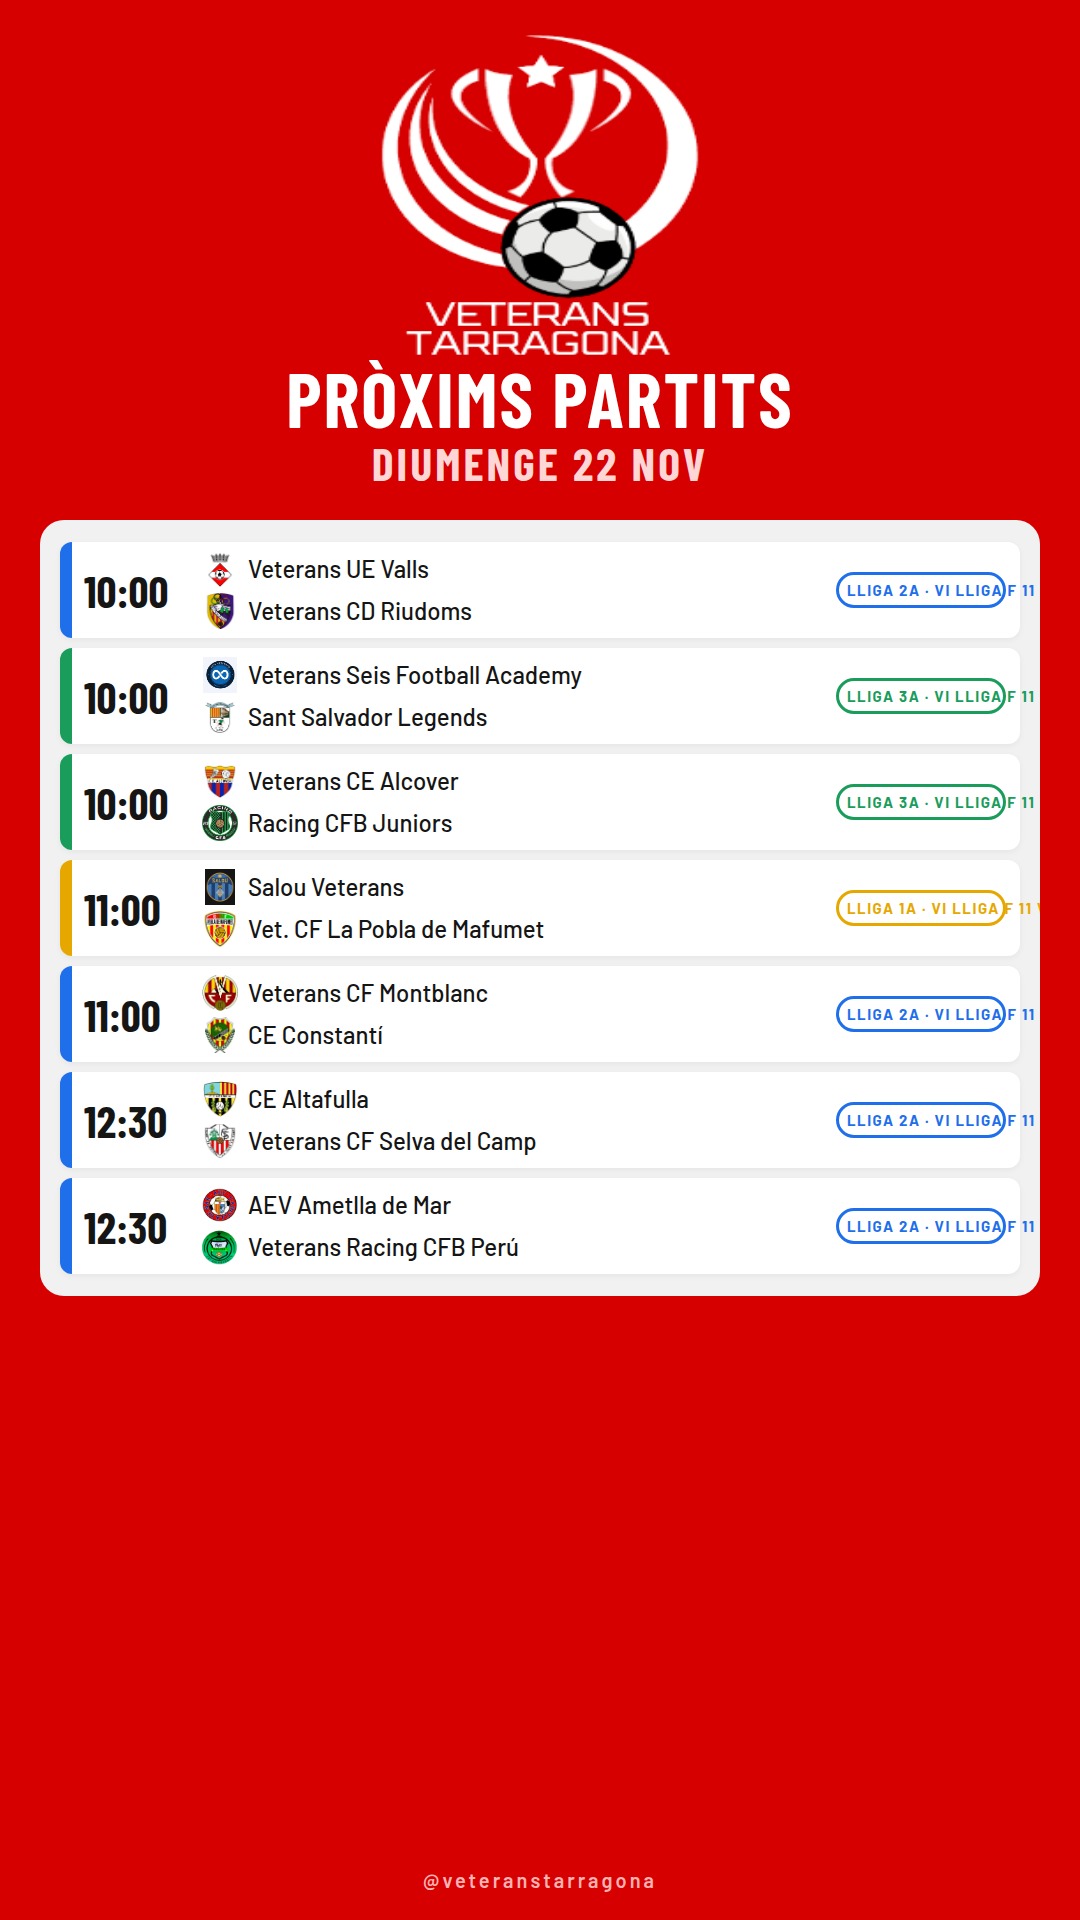 VETERANS
TARRAGONA
PRÒXIMS PARTITS
DIUMENGE 22 NOV
10:00
Veterans UE Valls
Veterans CD Riudoms
LLIGA 2A · VI LLIGA F 11
10:00
Veterans Seis Football Academy
Sant Salvador Legends
LLIGA 3A · VI LLIGA F 11
10:00
Veterans CE Alcover
Racing CFB Juniors
LLIGA 3A · VI LLIGA F 11
11:00
Salou Veterans
Vet. CF La Pobla de Mafumet
LLIGA 1A · VI LLIGA F 11
11:00
Veterans CF Montblanc
CE Constantí
LLIGA 2A · VI LLIGA F 11
12:30
CE Altafulla
Veterans CF Selva del Camp
LLIGA 2A · VI LLIGA F 11
12:30
AEV Ametlla de Mar
Veterans Racing CFB Perú
LLIGA 2A · VI LLIGA F 11
@veteranstarragona